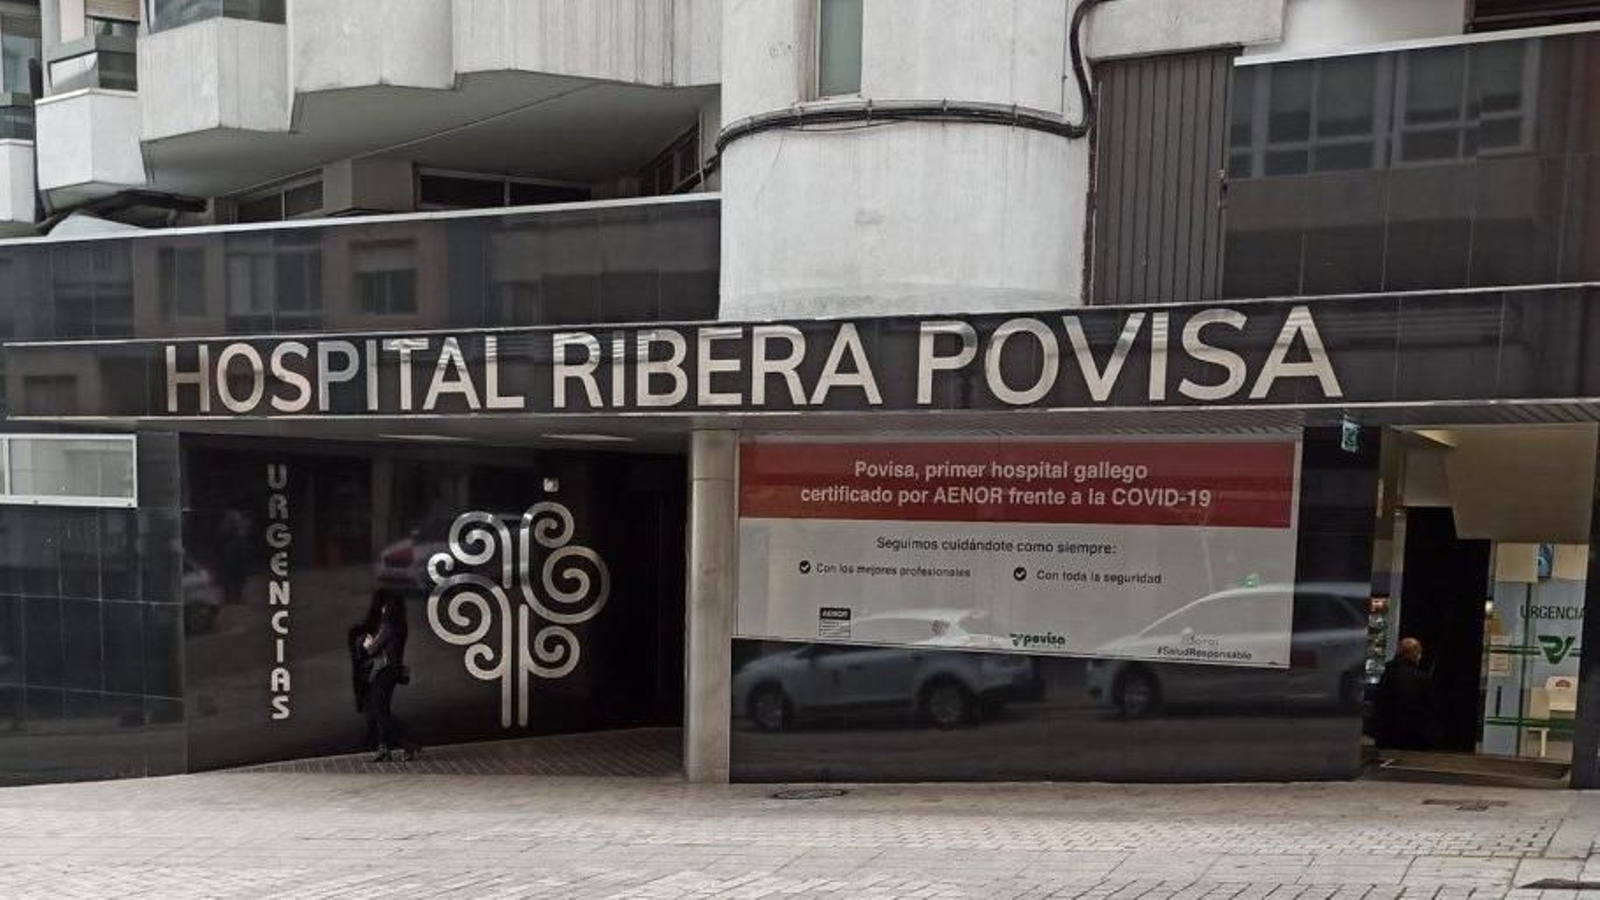 HOSPITAL RIBERA POVISA
URGENCIAS
Povisa, primer hospital gallego
certificado por AENOR frente a la COVID-19
Seguimos cuidándote como siempre:
Con los mejores profesionales
Con toda la seguridad
AENOR
povisa
#SaludResponsable
URGENCIA